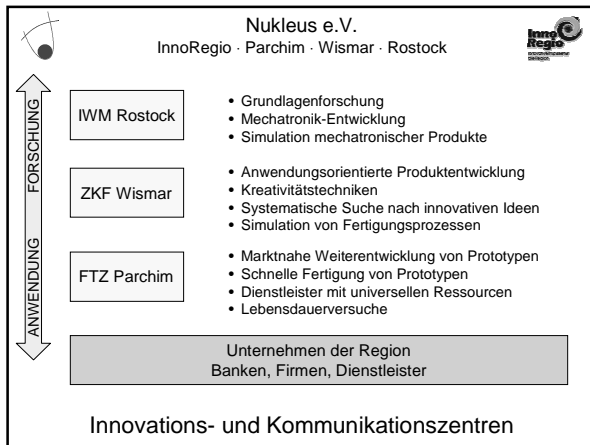 Nukleus e.V.
InnoRegio · Parchim · Wismar · Rostock
Inno
Regio
FORSCHUNG
ANWENDUNG
IWM Rostock
• Grundlagenforschung
• Mechatronik-Entwicklung
• Simulation mechatronischer Produkte
ZKF Wismar
• Anwendungsorientierte Produktentwicklung
• Kreativitätstechniken
• Systematische Suche nach innovativen Ideen
• Simulation von Fertigungsprozessen
FTZ Parchim
• Marktnahe Weiterentwicklung von Prototypen
• Schnelle Fertigung von Prototypen
• Dienstleister mit universellen Ressourcen
• Lebensdauerversuche
Unternehmen der Region
Banken, Firmen, Dienstleister
Innovations- und Kommunikationszentren